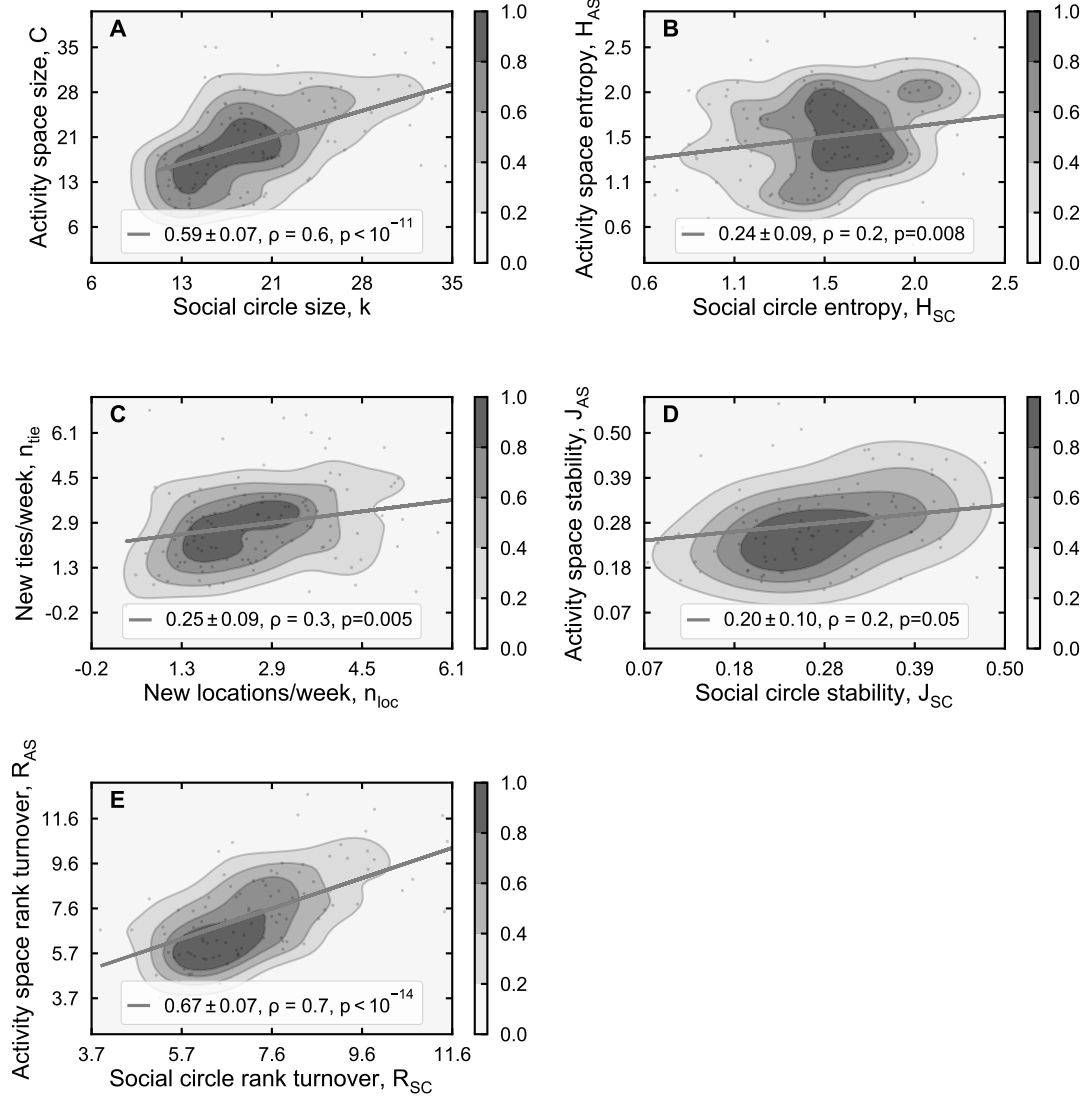 A
Activity space size, C
35
28
21
13
6
6 13 21 28 35
Social circle size, k
0.59 ± 0.07, ρ = 0.6, p < 10⁻¹¹
1.0
0.8
0.6
0.4
0.2
0.0
B
Activity space entropy, H_AS
2.5
2.0
1.5
1.1
0.6
0.6 1.1 1.5 2.0 2.5
Social circle entropy, H_SC
0.24 ± 0.09, ρ = 0.2, p=0.008
1.0
0.8
0.6
0.4
0.2
0.0
C
New ties/week, n_tie
6.1
4.5
2.9
1.3
-0.2
-0.2 1.3 2.9 4.5 6.1
New locations/week, n_loc
0.25 ± 0.09, ρ = 0.3, p=0.005
1.0
0.8
0.6
0.4
0.2
0.0
D
Activity space stability, J_AS
0.50
0.39
0.28
0.18
0.07
0.07 0.18 0.28 0.39 0.50
Social circle stability, J_SC
0.20 ± 0.10, ρ = 0.2, p=0.05
1.0
0.8
0.6
0.4
0.2
0.0
E
Activity space rank turnover, R_AS
11.6
9.6
7.6
5.7
3.7
3.7 5.7 7.6 9.6 11.6
Social circle rank turnover, R_SC
0.67 ± 0.07, ρ = 0.7, p < 10⁻¹⁴
1.0
0.8
0.6
0.4
0.2
0.0